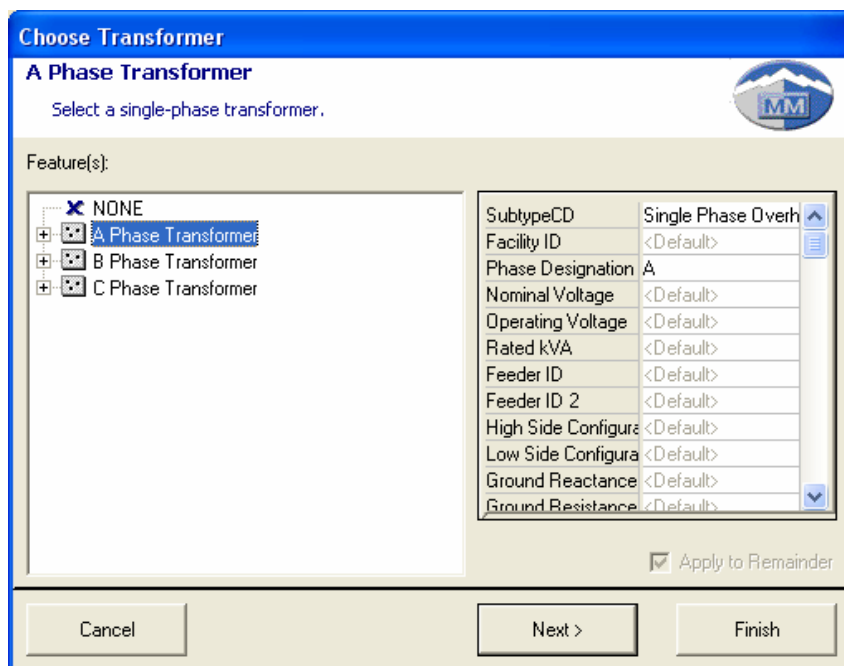 Choose Transformer
A Phase Transformer
Select a single-phase transformer.
MM
Feature(s):
NONE
A Phase Transformer
B Phase Transformer
C Phase Transformer
SubtypeCD Single Phase Overh
Facility ID <Default>
Phase Designation A
Nominal Voltage <Default>
Operating Voltage <Default>
Rated kVA <Default>
Feeder ID <Default>
Feeder ID 2 <Default>
High Side Configura <Default>
Low Side Configura <Default>
Ground Reactance <Default>
Ground Resistance <Default>
Apply to Remainder
Cancel
Next >
Finish